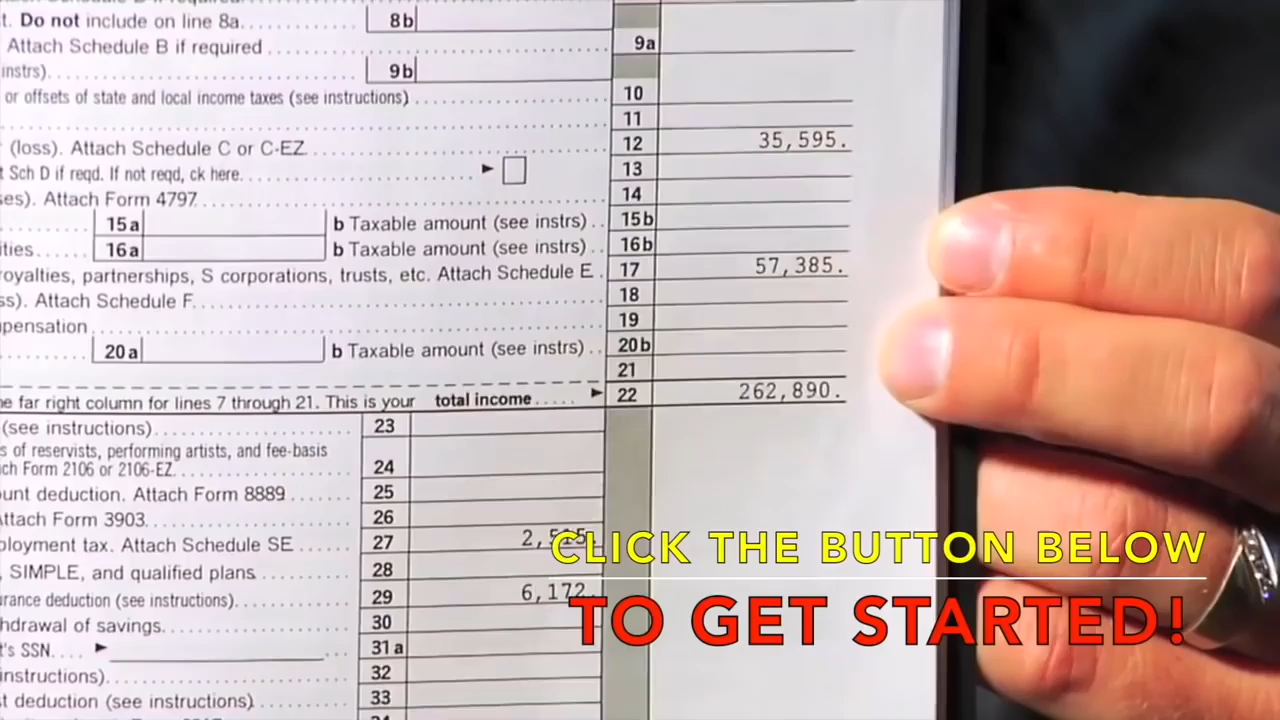 t. Do not include on line 8a. 8b
Attach Schedule B if required 9a
instrs) 9b
or offsets of state and local income taxes (see instructions) 10
11
(loss). Attach Schedule C or C-EZ 12 35,595.
t Sch D if reqd. If not reqd, ck here. 13
ses). Attach Form 4797 14
15a b Taxable amount (see instrs) 15b
ities 16a b Taxable amount (see instrs) 16b
royalties, partnerships, S corporations, trusts, etc. Attach Schedule E 17 57,385.
ss). Attach Schedule F. 18
pensation 19
20a b Taxable amount (see instrs) 20b
21
he far right column for lines 7 through 21. This is your total income 22 262,890.
(see instructions) 23
s of reservists, performing artists, and fee-basis
ch Form 2106 or 2106-EZ 24
unt deduction. Attach Form 8889 25
Attach Form 3903. 26
ployment tax. Attach Schedule SE 27
, SIMPLE, and qualified plans 28
urance deduction (see instructions). 29 6,172.
hdrawal of savings. 30
t's SSN. 31a
instructions) 32
t deduction (see instructions) 33
CLICK THE BUTTON BELOW
TO GET STARTED!